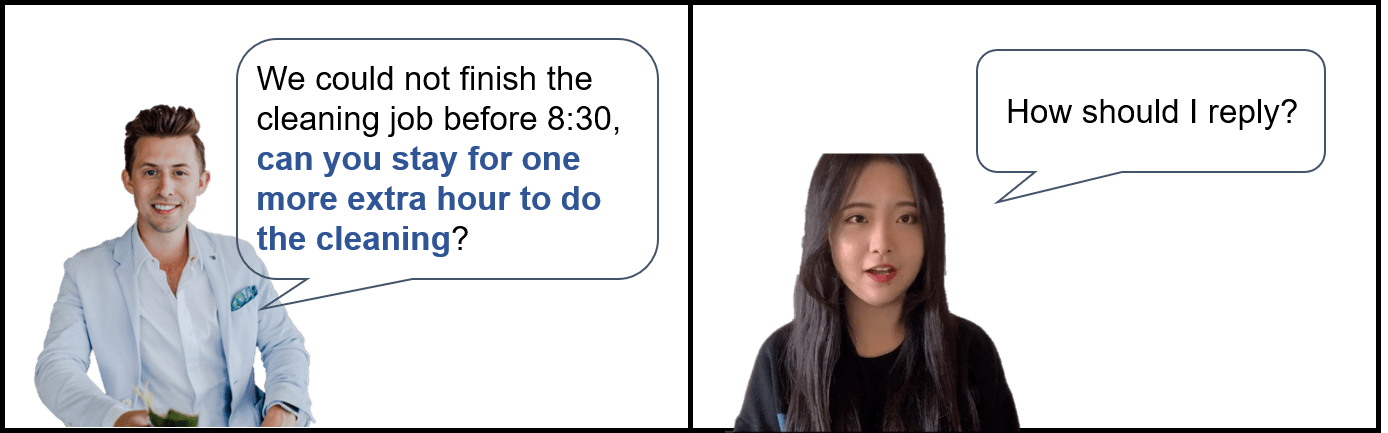 We could not finish the
cleaning job before 8:30,
can you stay for one
more extra hour to do
the cleaning?
How should I reply?